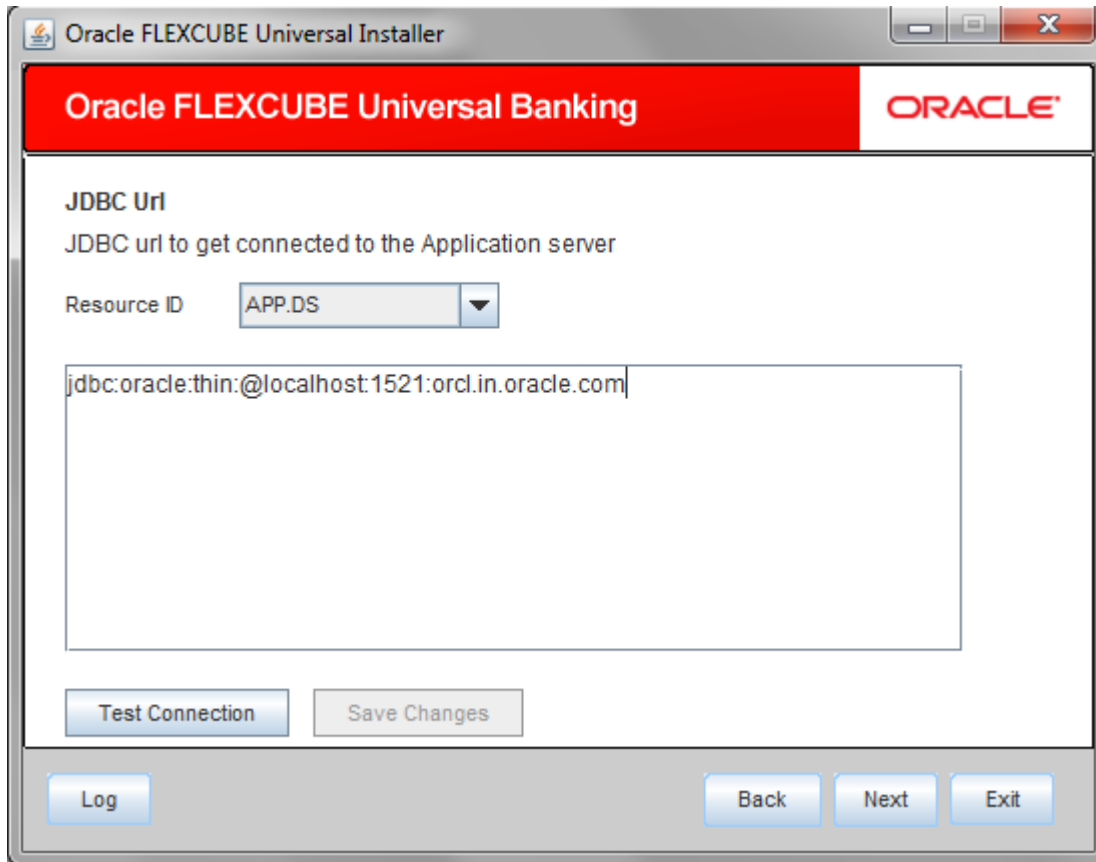 Oracle FLEXCUBE Universal Installer
Oracle FLEXCUBE Universal Banking
ORACLE
JDBC Url
JDBC url to get connected to the Application server
Resource ID APP.DS
jdbc:oracle:thin:@localhost:1521:orcl.in.oracle.com
Test Connection Save Changes
Log Back Next Exit